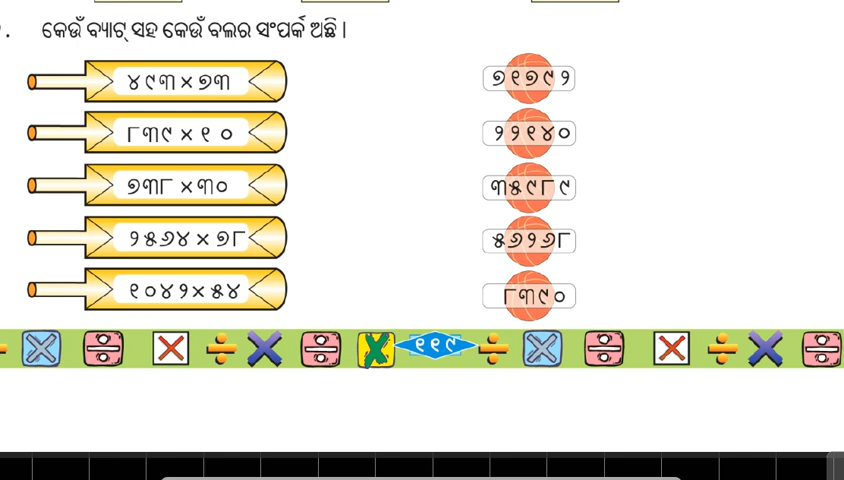 କେଉଁ ବ୍ୟାଟ୍ ସହ କେଉଁ ବଲର ସଂପର୍କ ଅଛି ।
୪୯୩ × ୭୩ ୭୧୭୯୨
୮୩୯ × ୧୦ ୨୨୧୪୦
୭୩୮ × ୩୦ ୩୫୯୮୯
୨୫୬୪ × ୭୮ ୫୬୨୬୮
୧୦୪୨ × ୫୪ ୮୩୯୦
୧୧୯